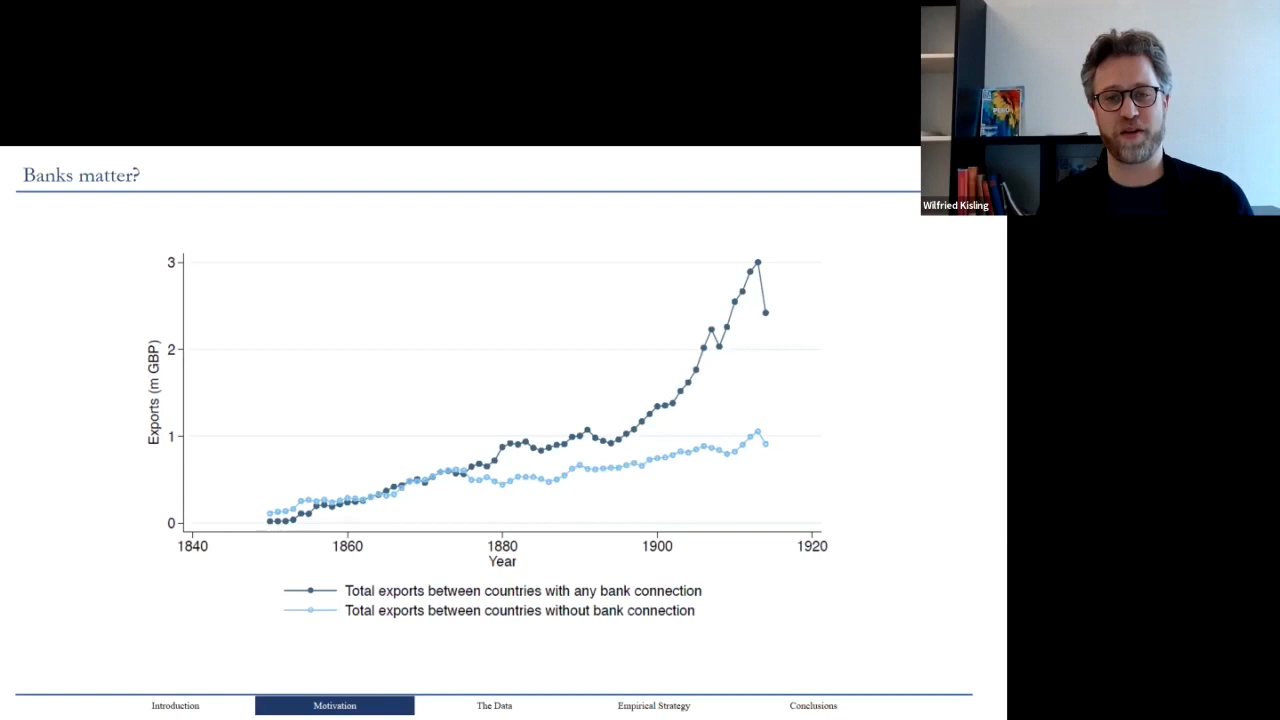 Wilfried Kisling
Banks matter?
Exports (m GBP)
3
2
1
0
1840 1860 1880 1900 1920
Year
Total exports between countries with any bank connection
Total exports between countries without bank connection
Introduction Motivation The Data Empirical Strategy Conclusions